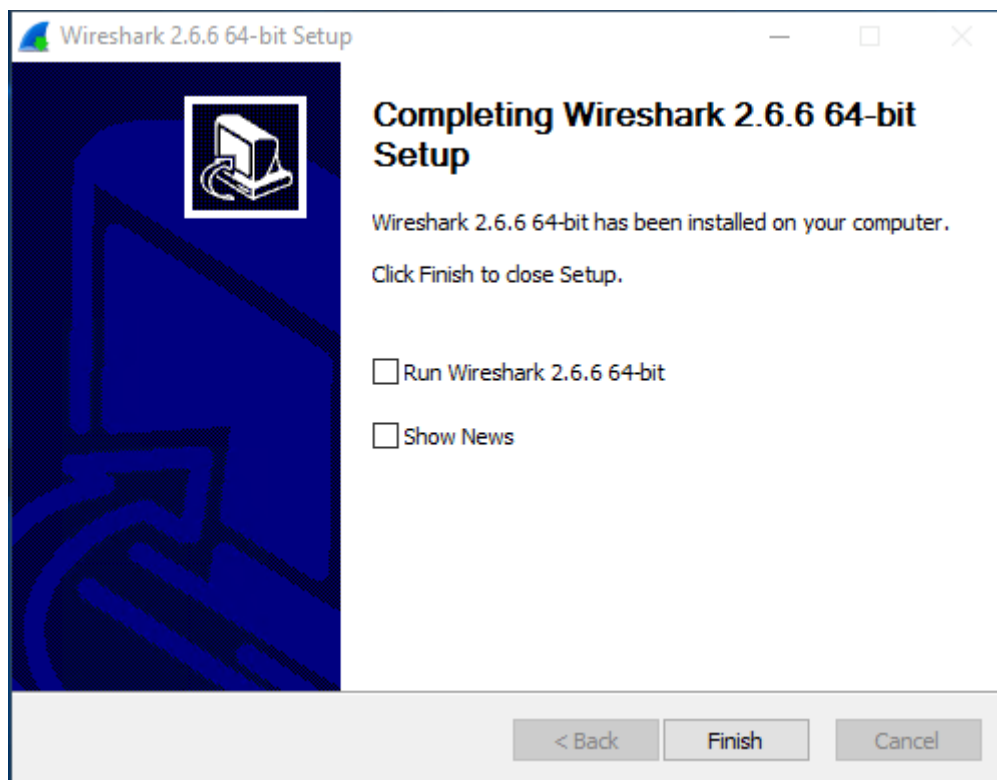 Wireshark 2.6.6 64-bit Setup
Completing Wireshark 2.6.6 64-bit
Setup
Wireshark 2.6.6 64-bit has been installed on your computer.
Click Finish to close Setup.
Run Wireshark 2.6.6 64-bit
Show News
< Back
Finish
Cancel